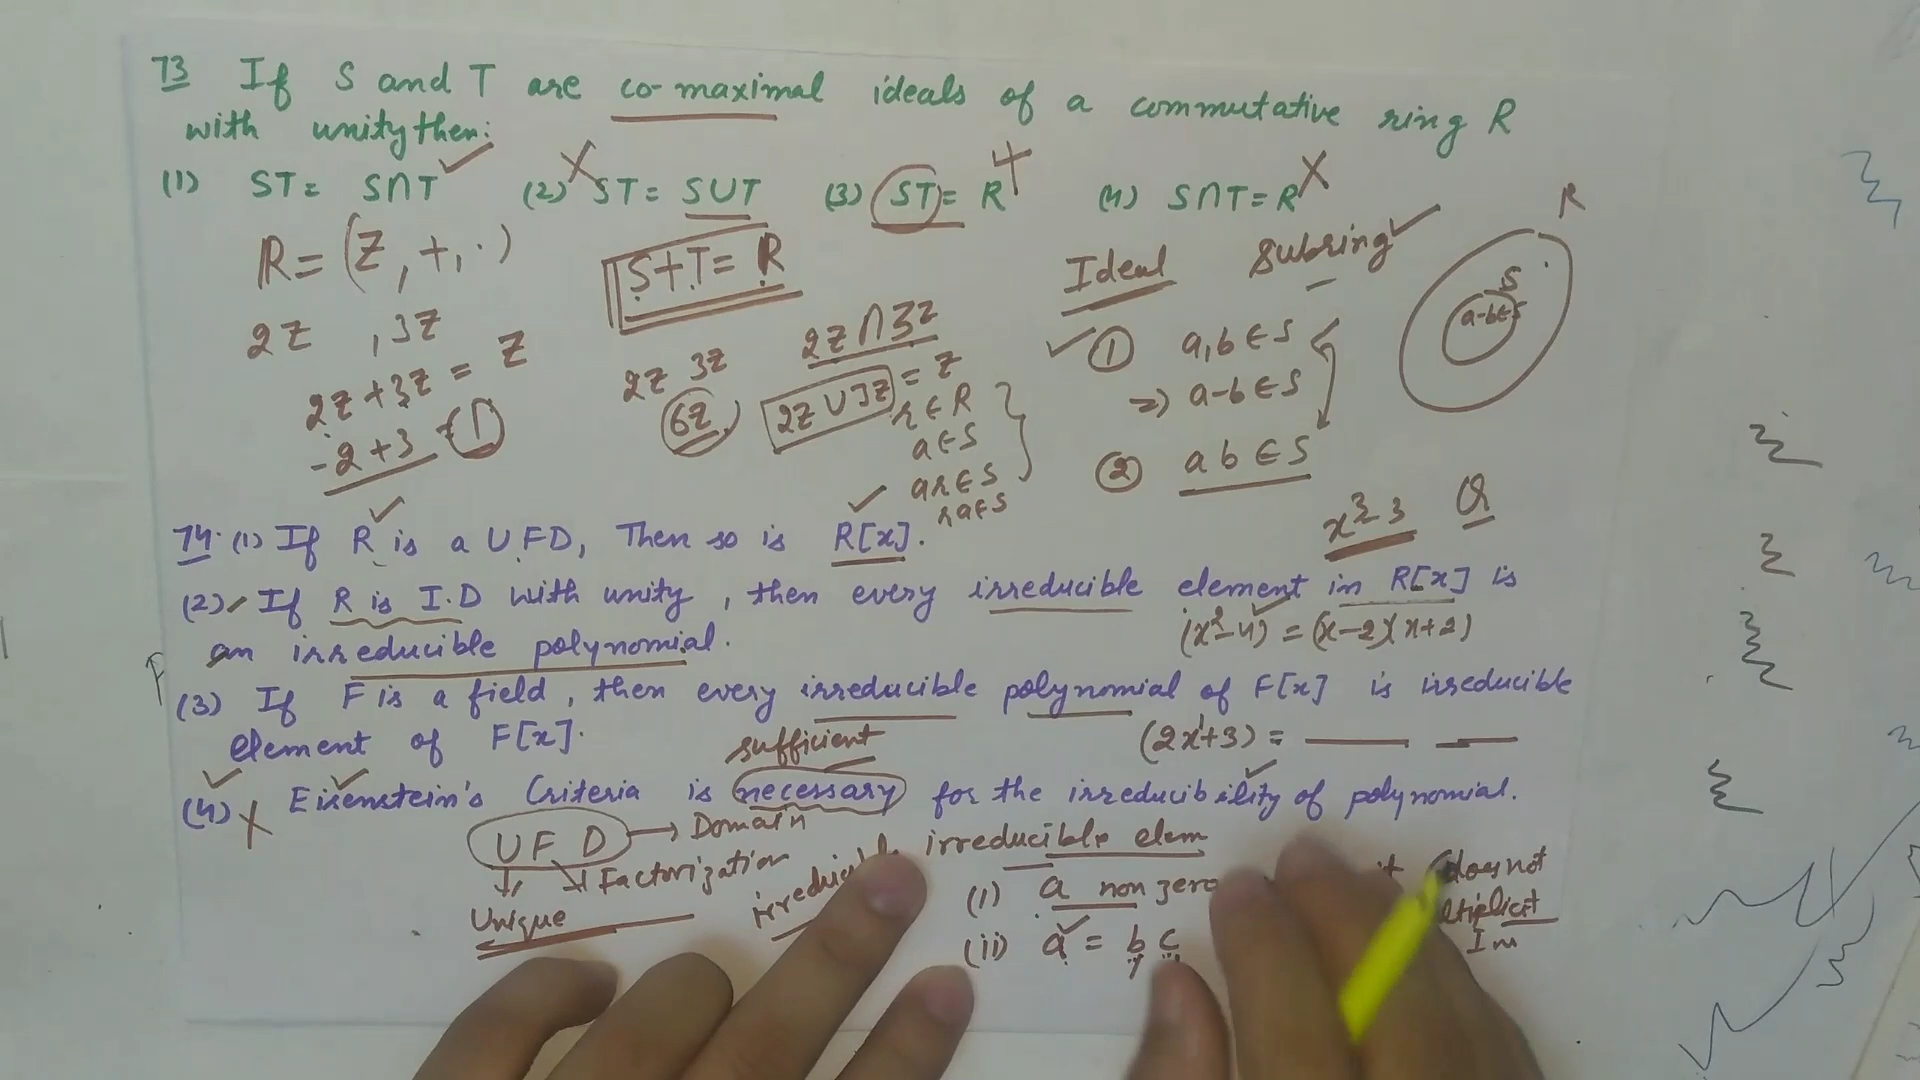 73 If S and T are co-maximal ideals of a commutative ring R
with unity then:
(1) ST = S∩T (2) ST = S∪T (3) ST = R (4) S∩T = R
R = (Z, +, ·)
2Z , 3Z
2Z + 3Z = Z
-2 + 3 = 1
S+T = R
2Z 3Z
6Z
2Z ∩ 3Z
2Z ∪ 3Z = Z
r ∈ R
a ∈ S
ar ∈ S
ra ∈ S
Ideal Subring
① a, b ∈ S
=> a-b ∈ S
② ab ∈ S
R
S
a-b ∈ S
74. (1) If R is a UFD, Then so is R[x].
x² - 3 Q
(2) If R is I.D with unity, then every irreducible element in R[x] is
an irreducible polynomial.
(x²-4) = (x-2)(x+2)
(3) If F is a field, then every irreducible polynomial of F[x] is irreducible
element of F[x].
sufficient
(2x¹+3) =
(4) Eisenstein's Criteria is necessary for the irreducibility of polynomial.
U F D → Domain
Factorization
Unique
irreducible elem
(i) a non zero
does not
(ii) a = b c